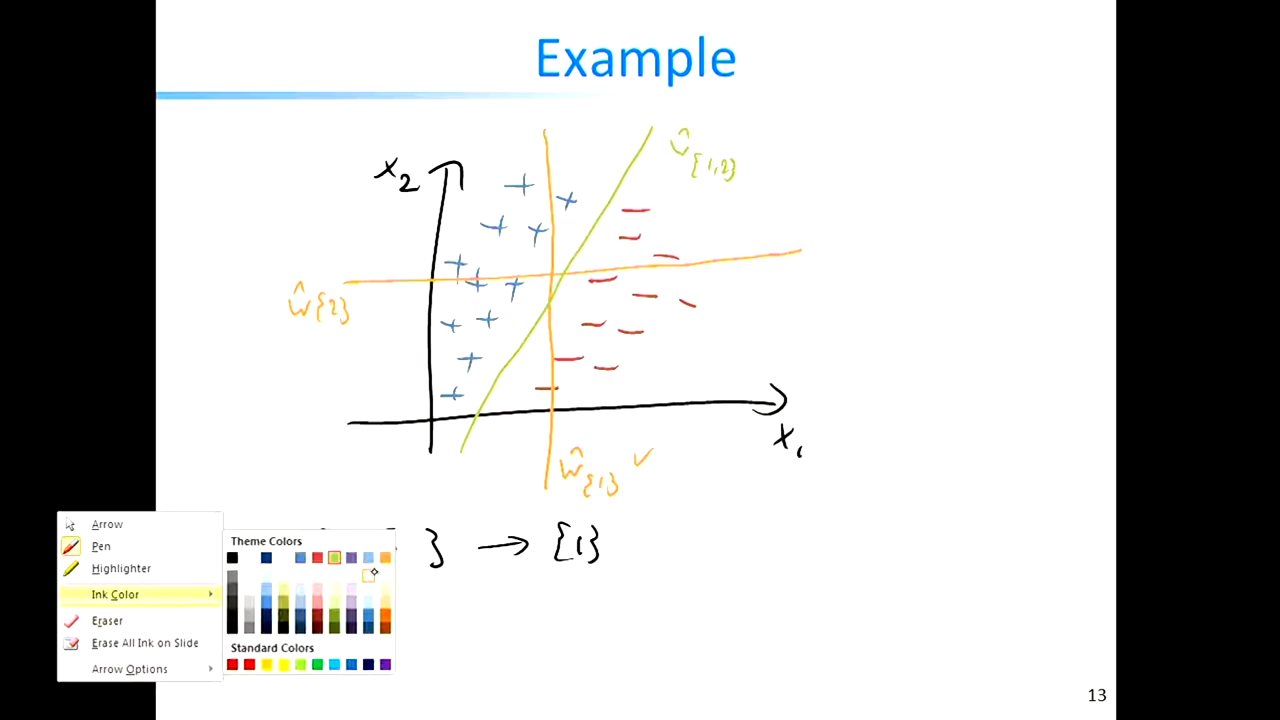 Example
x₂
ŵ{1,2}
ŵ{2}
x₁
ŵ{1} ✓
} → {1}
Arrow
Pen
Highlighter
Ink Color
Eraser
Erase All Ink on Slide
Arrow Options
Theme Colors
Standard Colors
13